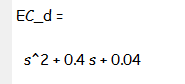 EC_d =
s^2 + 0.4 s + 0.04